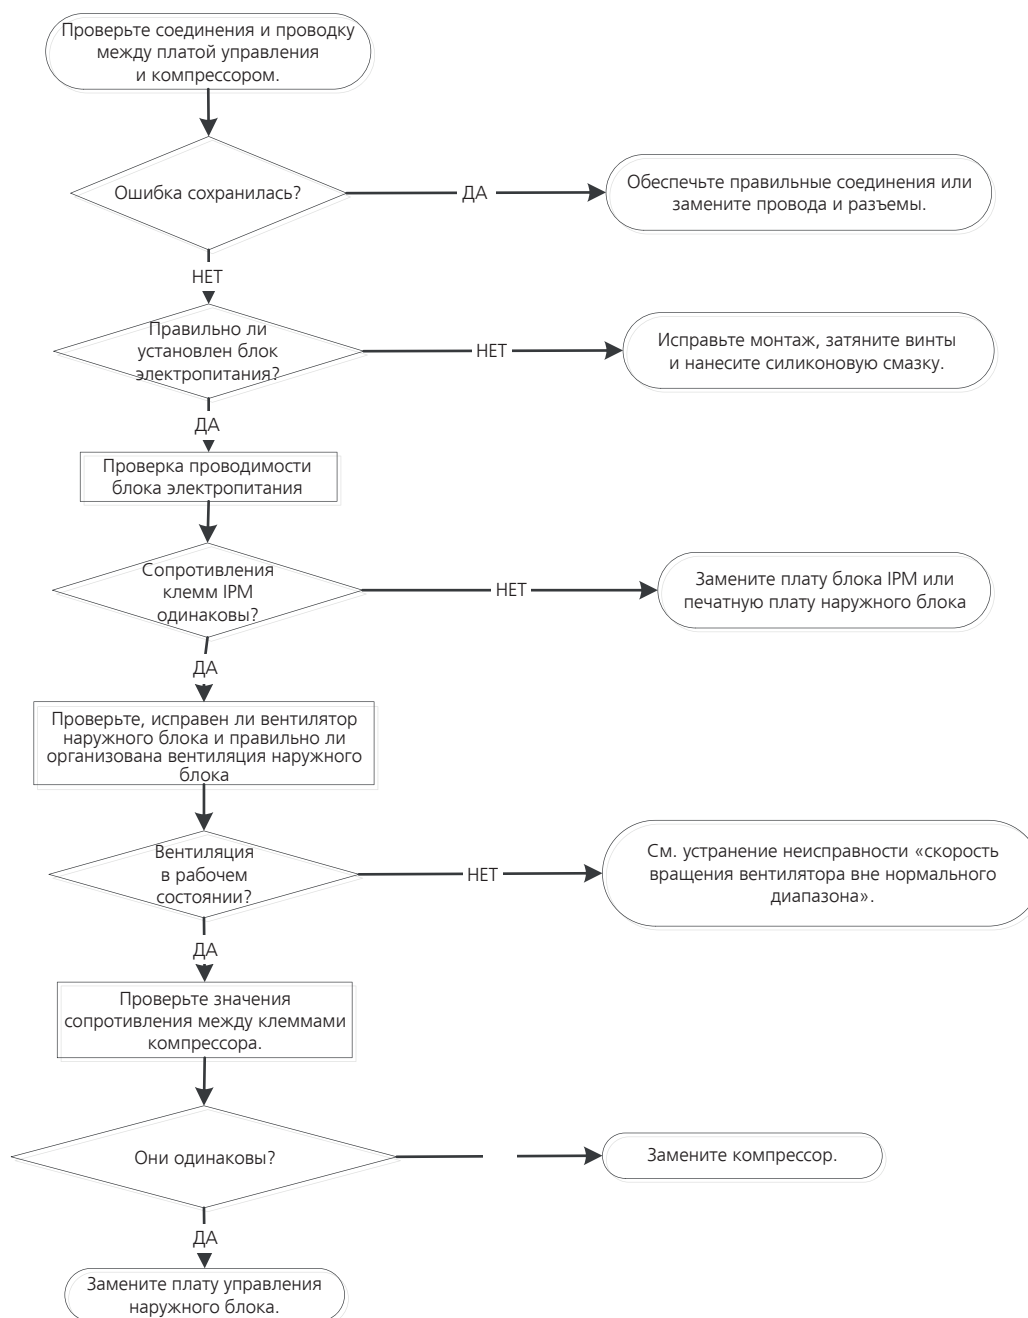 Проверьте соединения и проводку
между платой управления
и компрессором.
Ошибка сохранилась?
ДА
Обеспечьте правильные соединения или
замените провода и разъемы.
НЕТ
Правильно ли
установлен блок
электропитания?
НЕТ
Исправьте монтаж, затяните винты
и нанесите силиконовую смазку.
ДА
Проверка проводимости
блока электропитания
Сопротивления
клемм IPM
одинаковы?
НЕТ
Замените плату блока IPM или
печатную плату наружного блока
ДА
Проверьте, исправен ли вентилятор
наружного блока и правильно ли
организована вентиляция наружного
блока
Вентиляция
в рабочем
состоянии?
НЕТ
См. устранение неисправности «скорость
вращения вентилятора вне нормального
диапазона».
ДА
Проверьте значения
сопротивления между клеммами
компрессора.
Они одинаковы?
Замените компрессор.
ДА
Замените плату управления
наружного блока.